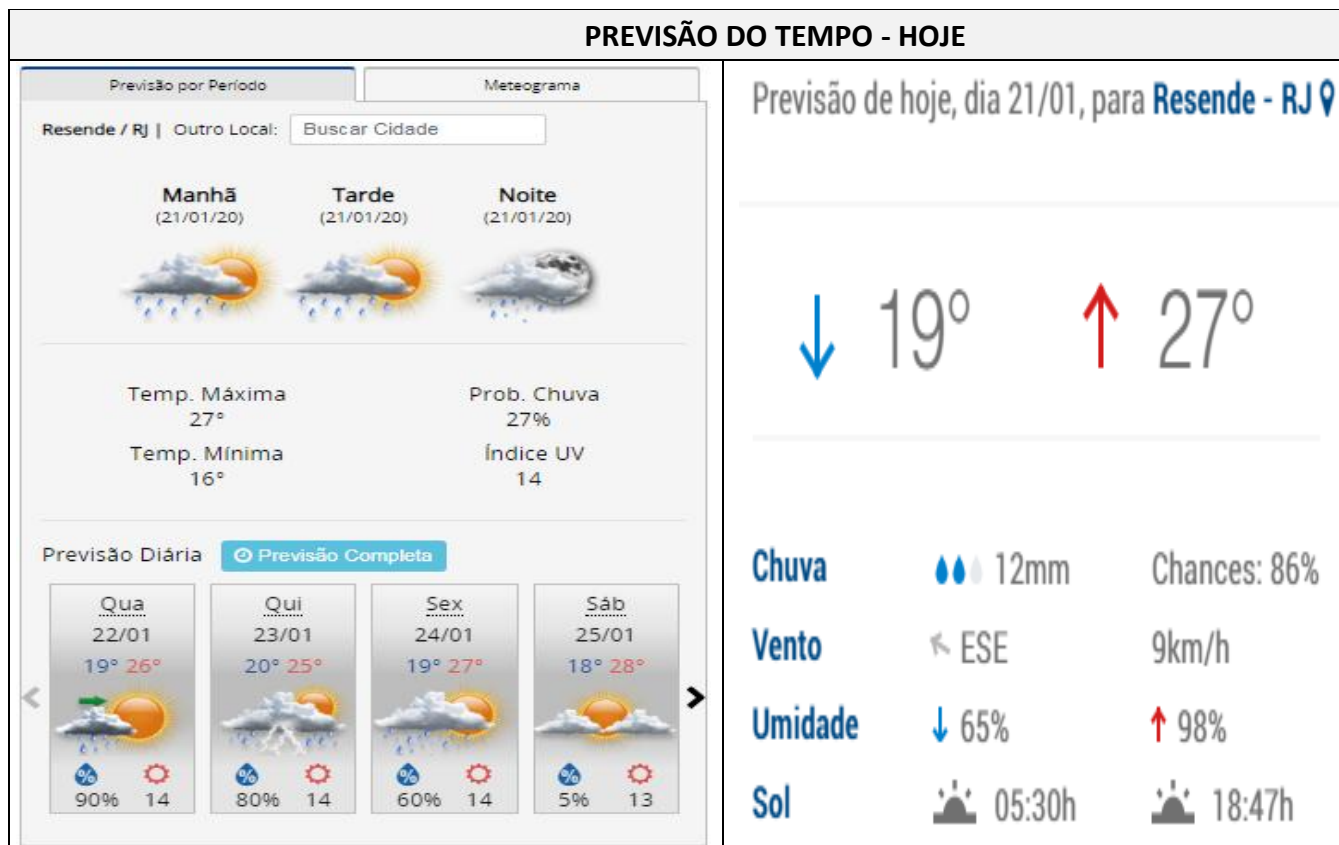 PREVISÃO DO TEMPO - HOJE
Previsão por Período Meteograma
Resende / RJ | Outro Local: Buscar Cidade
Manhã Tarde Noite
(21/01/20) (21/01/20) (21/01/20)
Temp. Máxima Prob. Chuva
27° 27%
Temp. Mínima Índice UV
16° 14
Previsão Diária Previsão Completa
Qua Qui Sex Sáb
22/01 23/01 24/01 25/01
19° 26° 20° 25° 19° 27° 18° 28°
% % % %
90% 14 80% 14 60% 14 5% 13
Previsão de hoje, dia 21/01, para Resende - RJ
19° 27°
Chuva 12mm Chances: 86%
Vento ESE 9km/h
Umidade 65% 98%
Sol 05:30h 18:47h